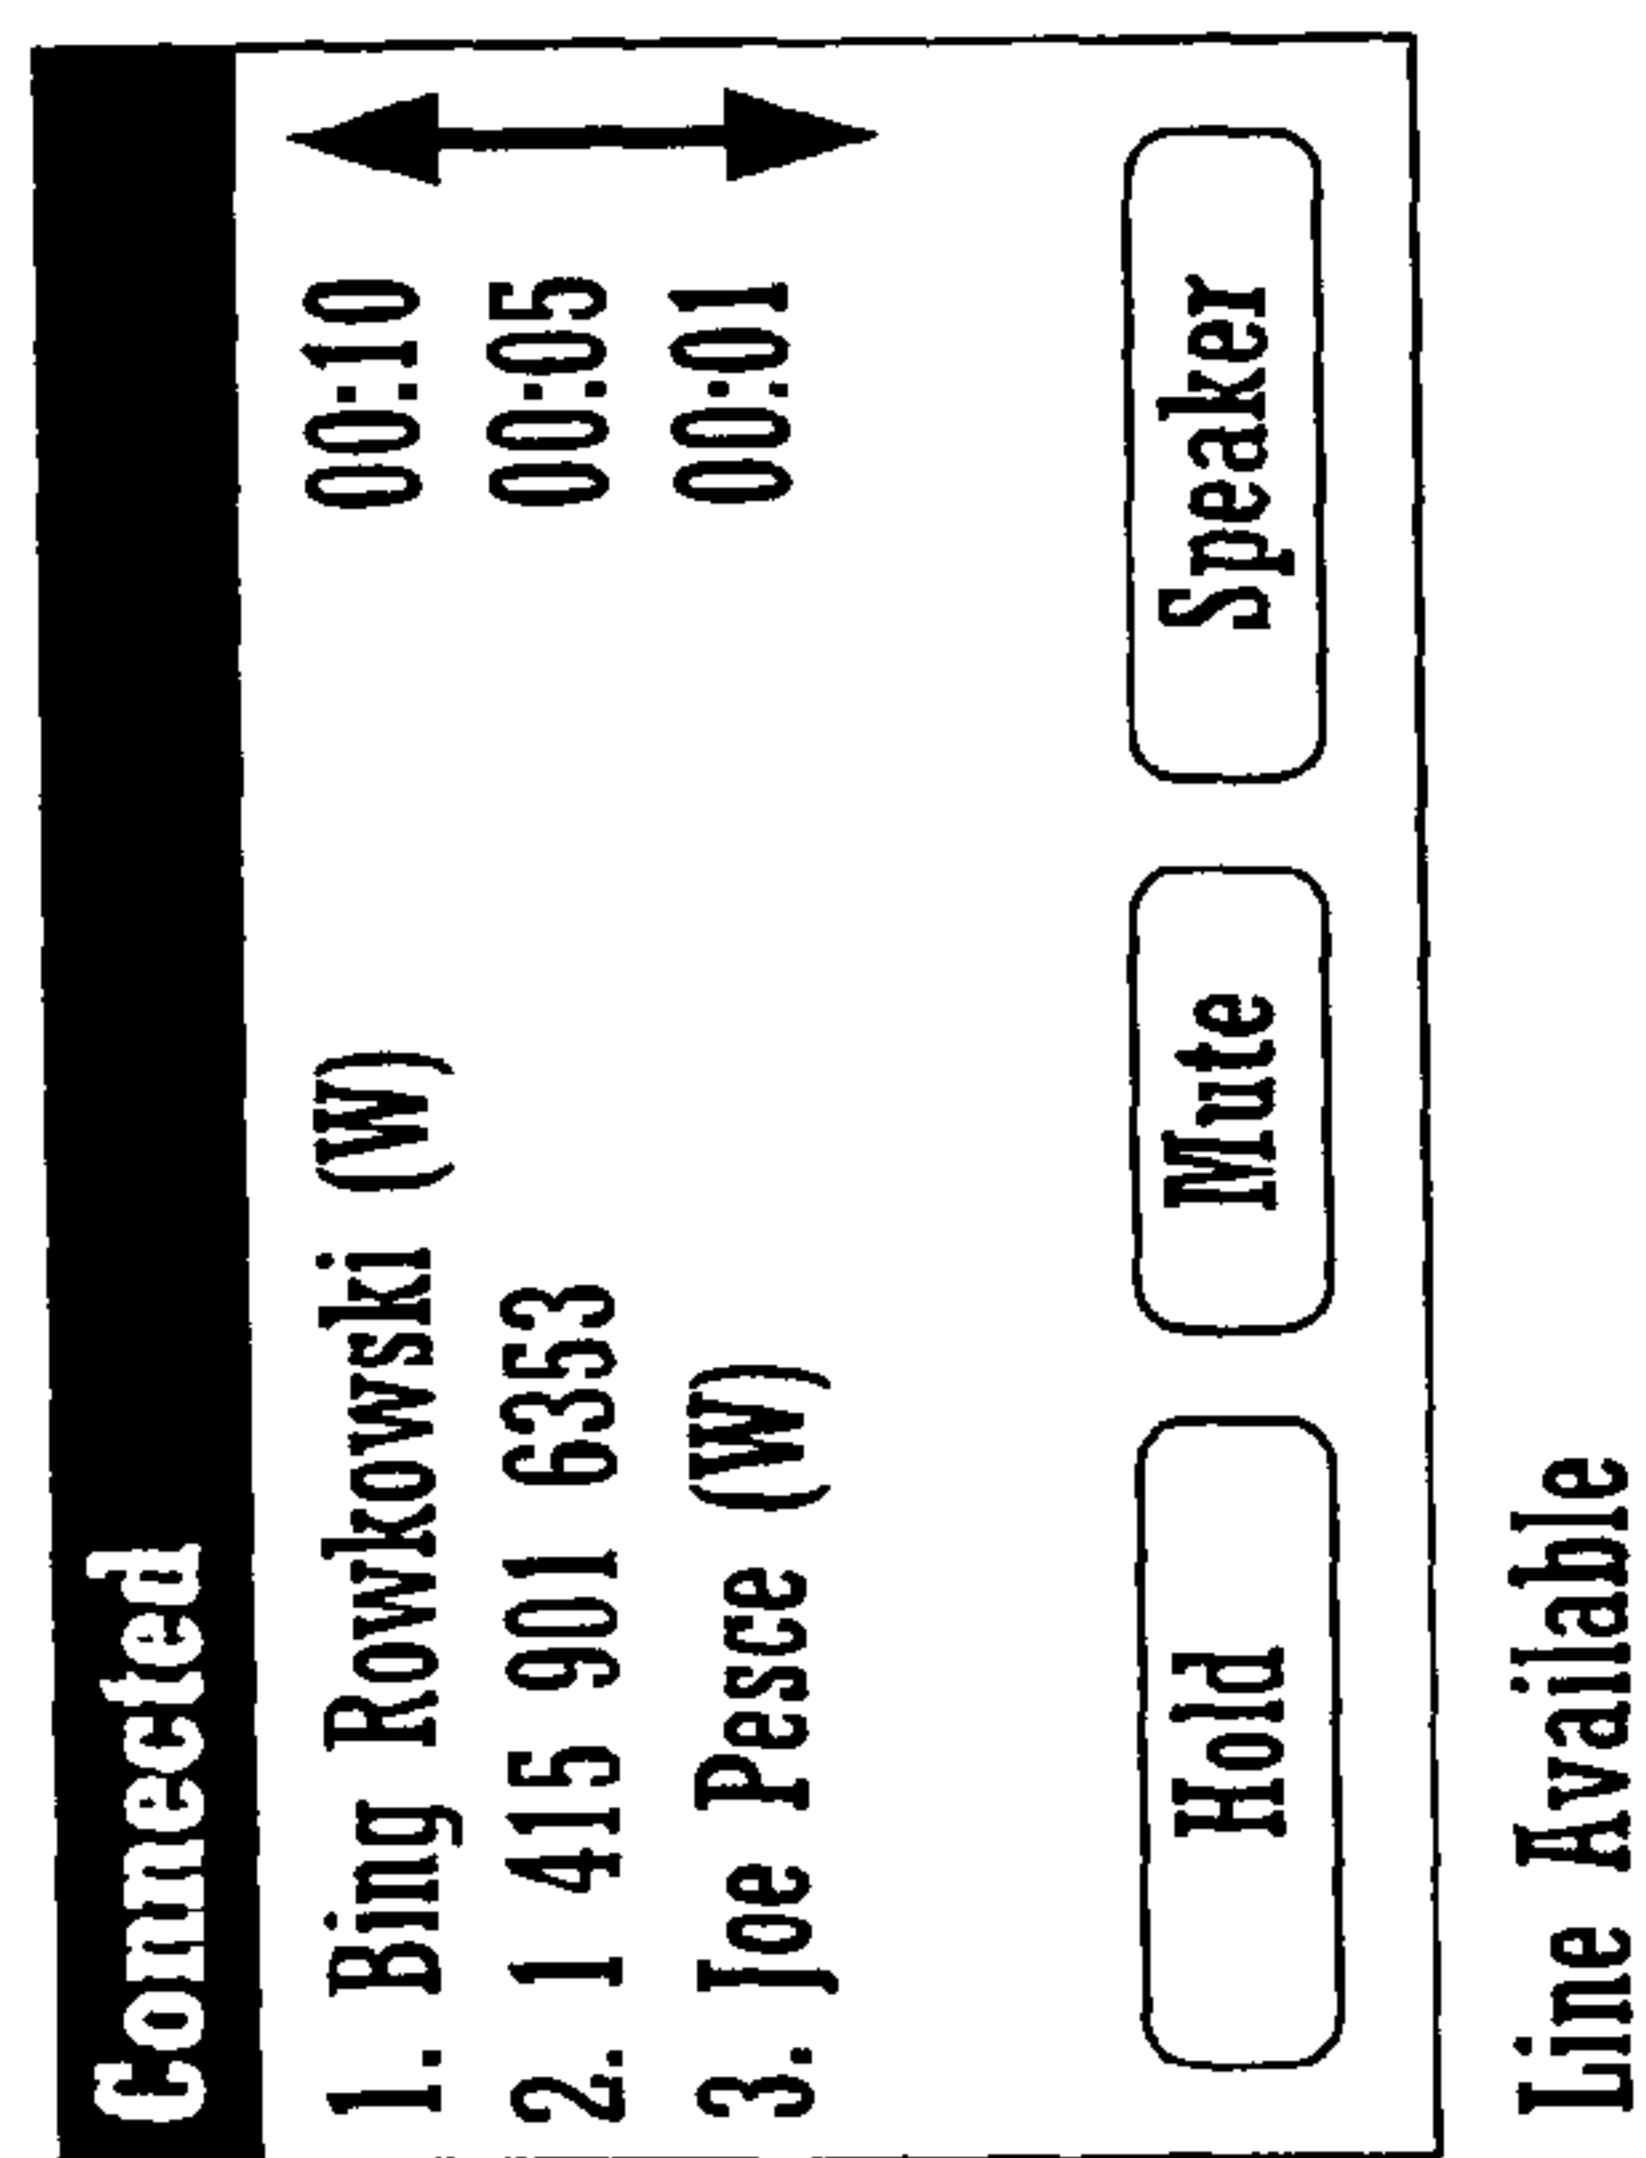 Connected
1. Bing Rowkowski (W) 00:10
2. 1 415 901 6353 00:05
3. Joe Pesce (W) 00:01
Hold Mute Speaker
Line Available